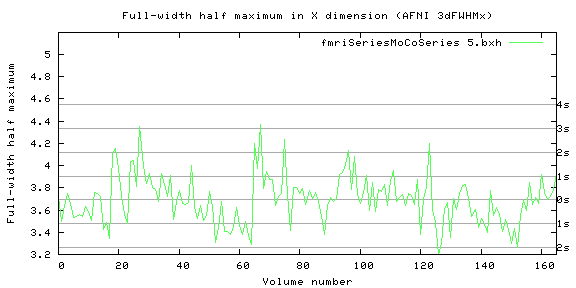 Full-width half maximum in X dimension (AFNI 3dFWHMx)
fmriSeriesMoCoSeries 5.bxh
Full-width half maximum
5
4.8
4.6
4.4
4.2
4
3.8
3.6
3.4
3.2
4s
3s
2s
1s
0s
1s
2s
0 20 40 60 80 100 120 140 160
Volume number